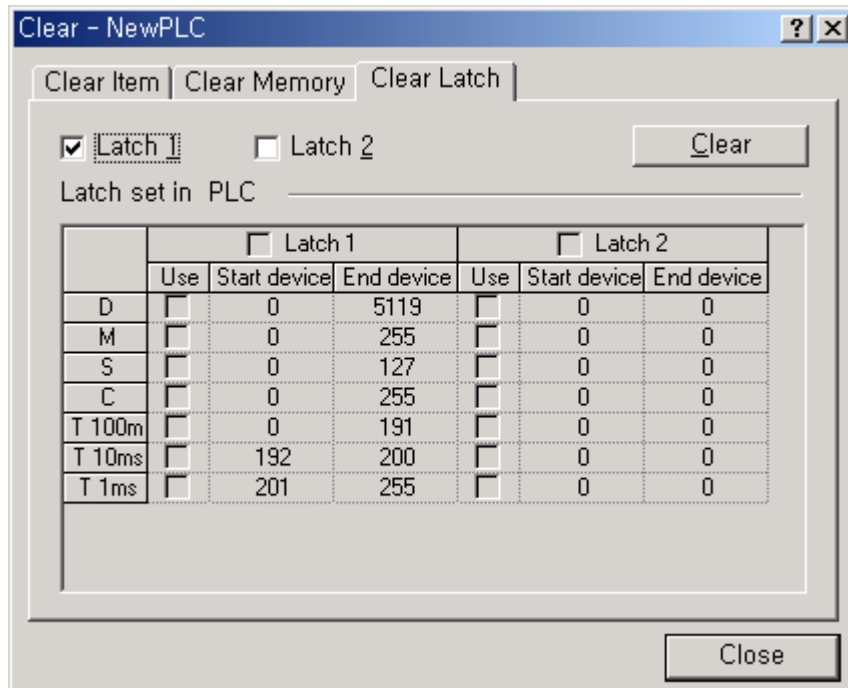 Clear - NewPLC
Clear Item Clear Memory Clear Latch
Latch 1 Latch 2 Clear
Latch set in PLC
Latch 1 Latch 2
Use Start device End device Use Start device End device
D 0 5119 0 0
M 0 255 0 0
S 0 127 0 0
C 0 255 0 0
T 100m 0 191 0 0
T 10ms 192 200 0 0
T 1ms 201 255 0 0
Close